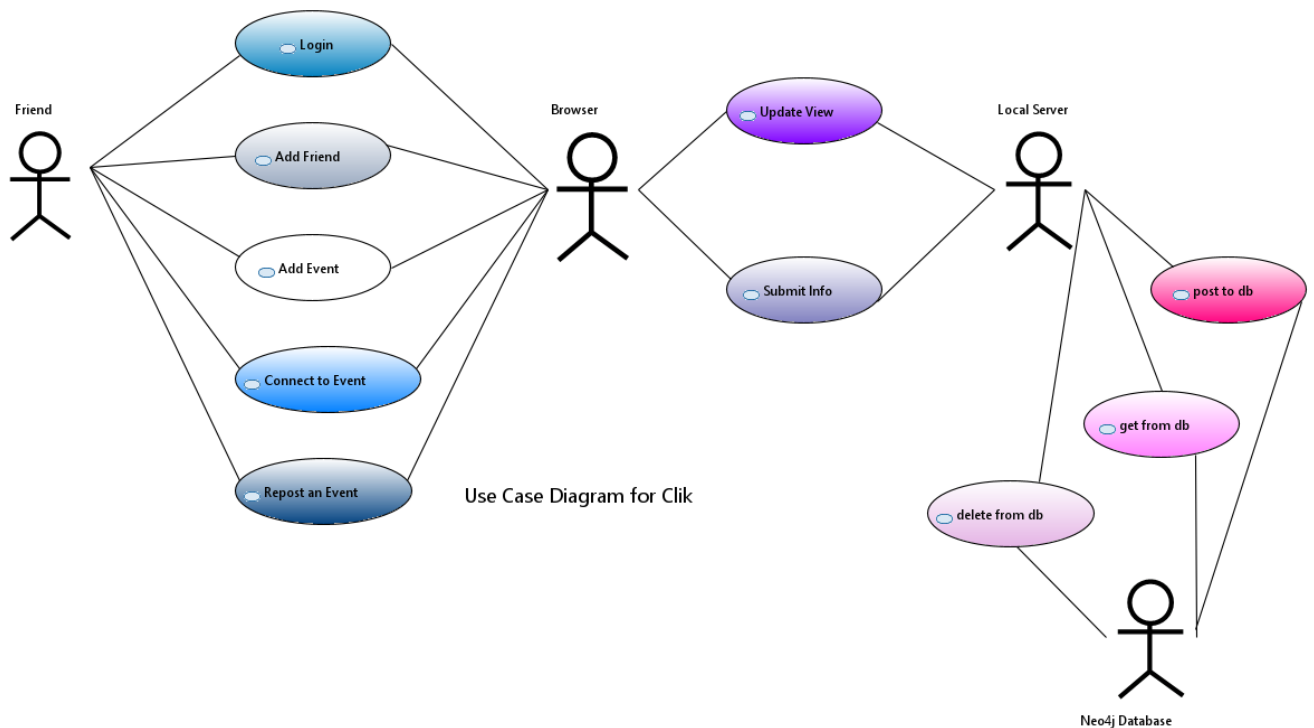 Login
Friend
Browser
Update View
Local Server
Add Friend
Add Event
Submit Info
post to db
Connect to Event
get from db
Repost an Event
Use Case Diagram for Clik
delete from db
Neo4j Database